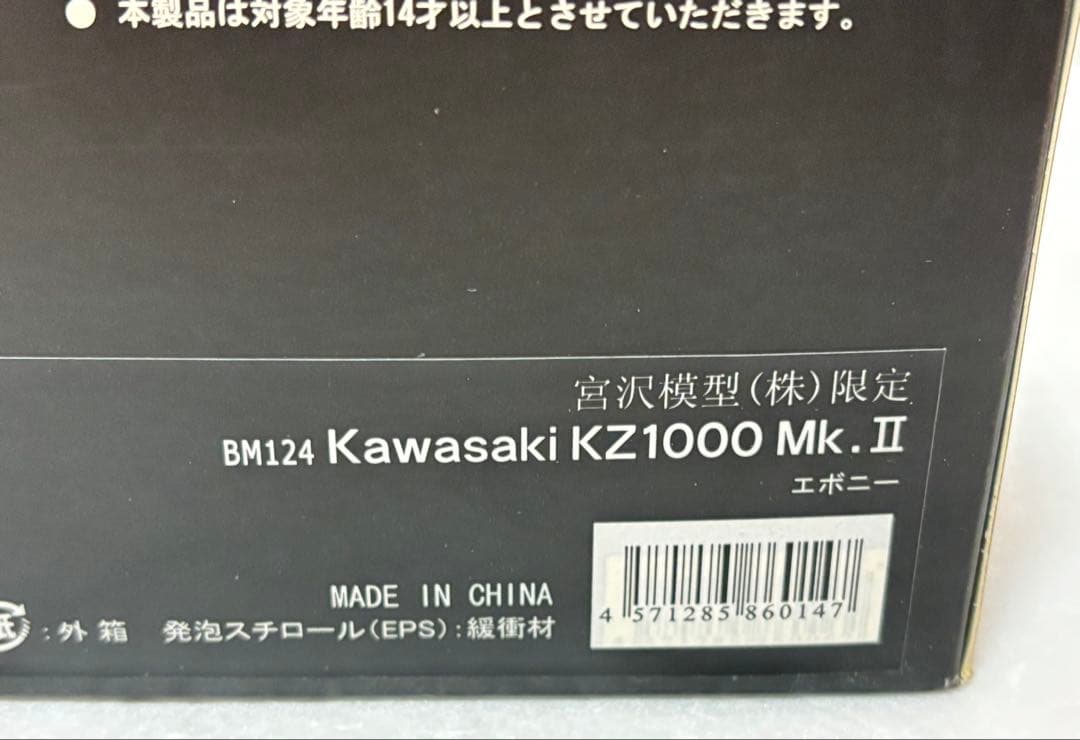 ● 本製品は対象年齢14才以上とさせていただきます。
宮沢模型(株)限定
BM124 Kawasaki KZ1000 Mk.Ⅱ
エボニー
MADE IN CHINA
4 571285 860147
紙:外箱 発泡スチロール(EPS):緩衝材